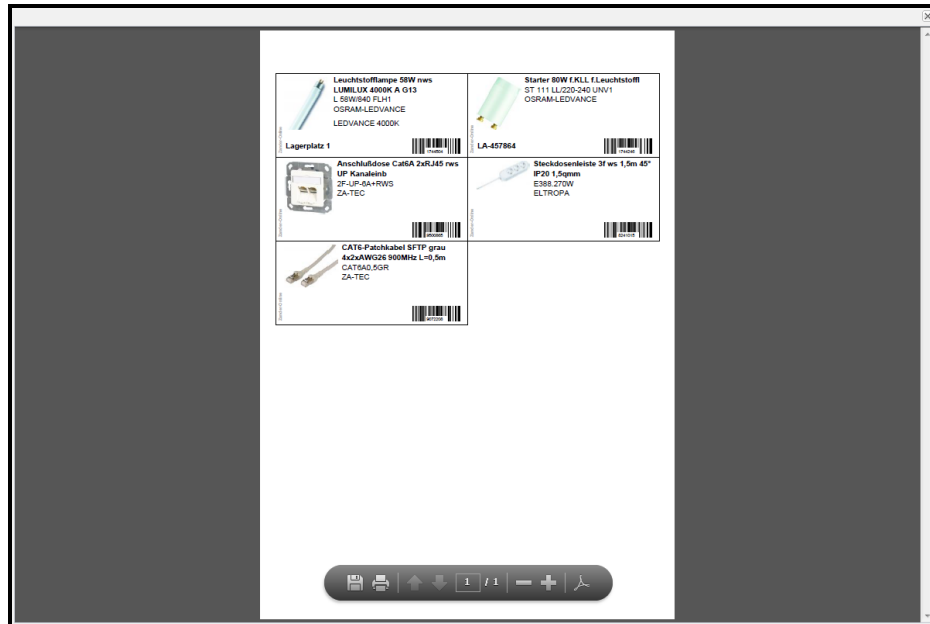 Leuchtstofflampe 58W nws
LUMILUX 4000K A G13
L 58W/840 FLH1
OSRAM-LEDVANCE
LEDVANCE 4000K
Lagerplatz 1
1744504
Starter 80W f.KLL f.Leuchtstoffl
ST 111 LL/220-240 UNV1
OSRAM-LEDVANCE
LA-457864
Anschlußdose Cat6A 2xRJ45 rws
UP Kanaleinb
2F-UP-6A+RWS
ZA-TEC
Steckdosenleiste 3f ws 1,5m 45°
IP20 1,5qmm
E388.270W
ELTROPA
CAT6-Patchkabel SFTP grau
4x2xAWG26 900MHz L=0,5m
CAT6A0,5GR
ZA-TEC
1 / 1